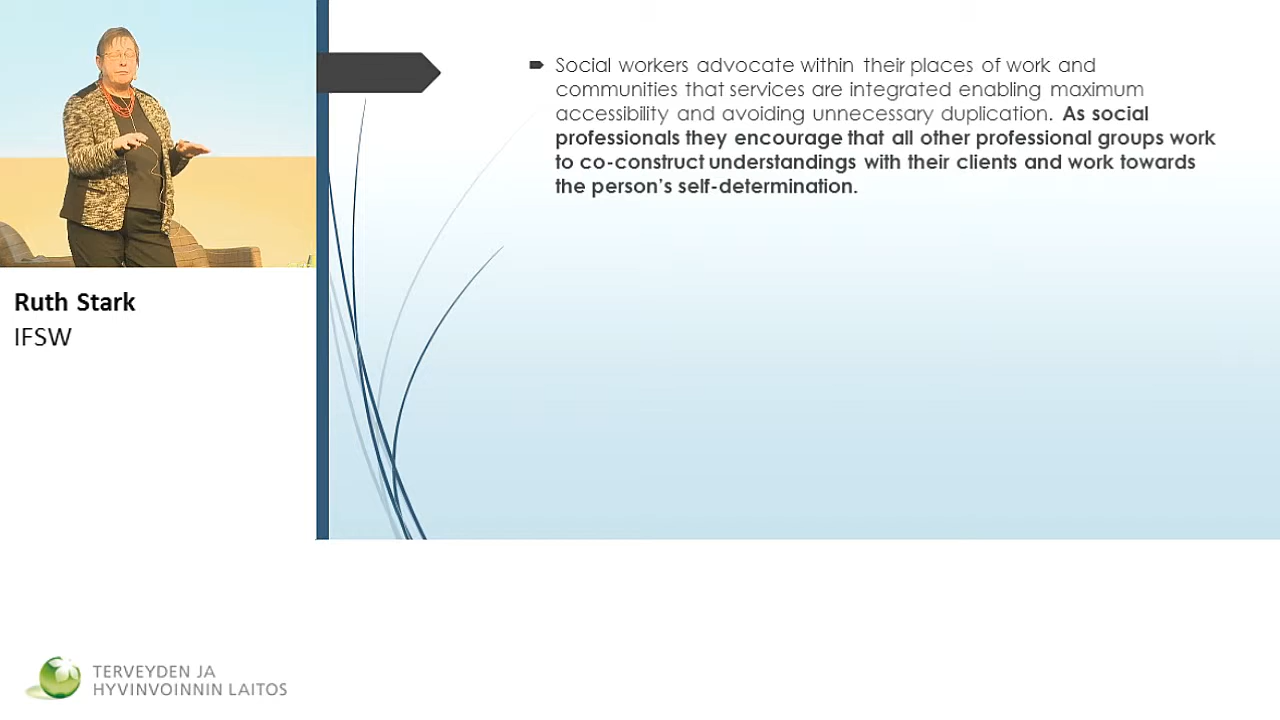 Social workers advocate within their places of work and
communities that services are integrated enabling maximum
accessibility and avoiding unnecessary duplication. As social
professionals they encourage that all other professional groups work
to co-construct understandings with their clients and work towards
the person's self-determination.
Ruth Stark
IFSW
TERVEYDEN JA
HYVINVOINNIN LAITOS